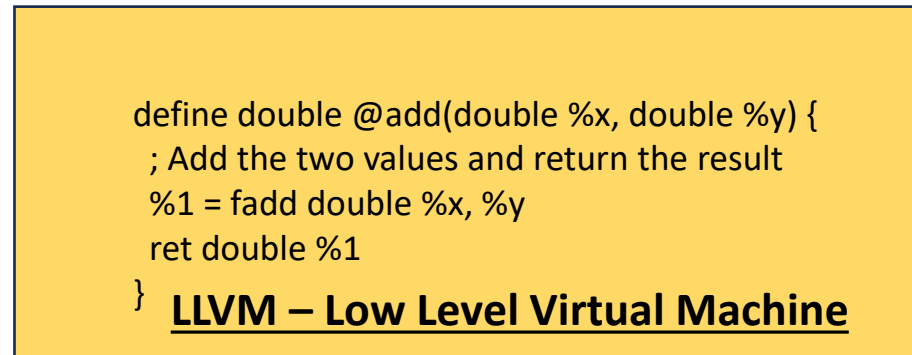 define double @add(double %x, double %y) {
; Add the two values and return the result
%1 = fadd double %x, %y
ret double %1
}
LLVM – Low Level Virtual Machine